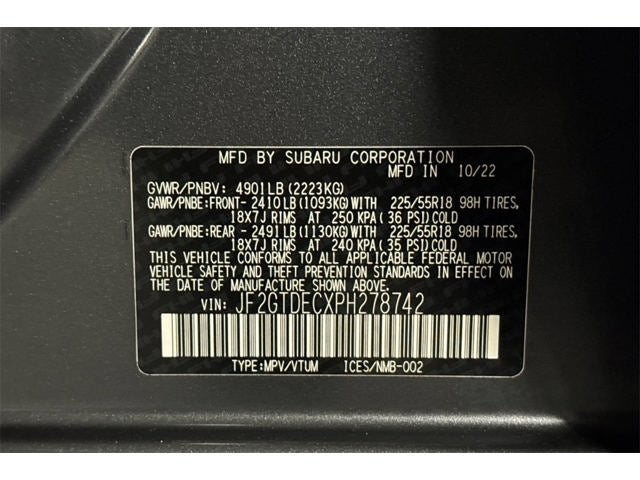 MFD BY SUBARU CORPORATION
MFD IN 10/22
GVWR/PNBV: 4901LB(2223KG)
GAWR/PNBE:FRONT- 2410LB(1093KG)WITH 225/55R18 98H TIRES,
18X7J RIMS AT 250 KPA(36 PSI)COLD
GAWR/PNBE:REAR - 2491LB(1130KG)WITH 225/55R18 98H TIRES,
18X7J RIMS AT 240 KPA(35 PSI)COLD
THIS VEHICLE CONFORMS TO ALL APPLICABLE FEDERAL MOTOR
VEHICLE SAFETY AND THEFT PREVENTION STANDARDS IN EFFECT
ON THE DATE OF MANUFACTURE SHOWN ABOVE.
VIN: JF2GTDECXPH278742
TYPE:MPV/VTUM ICES/NMB-002